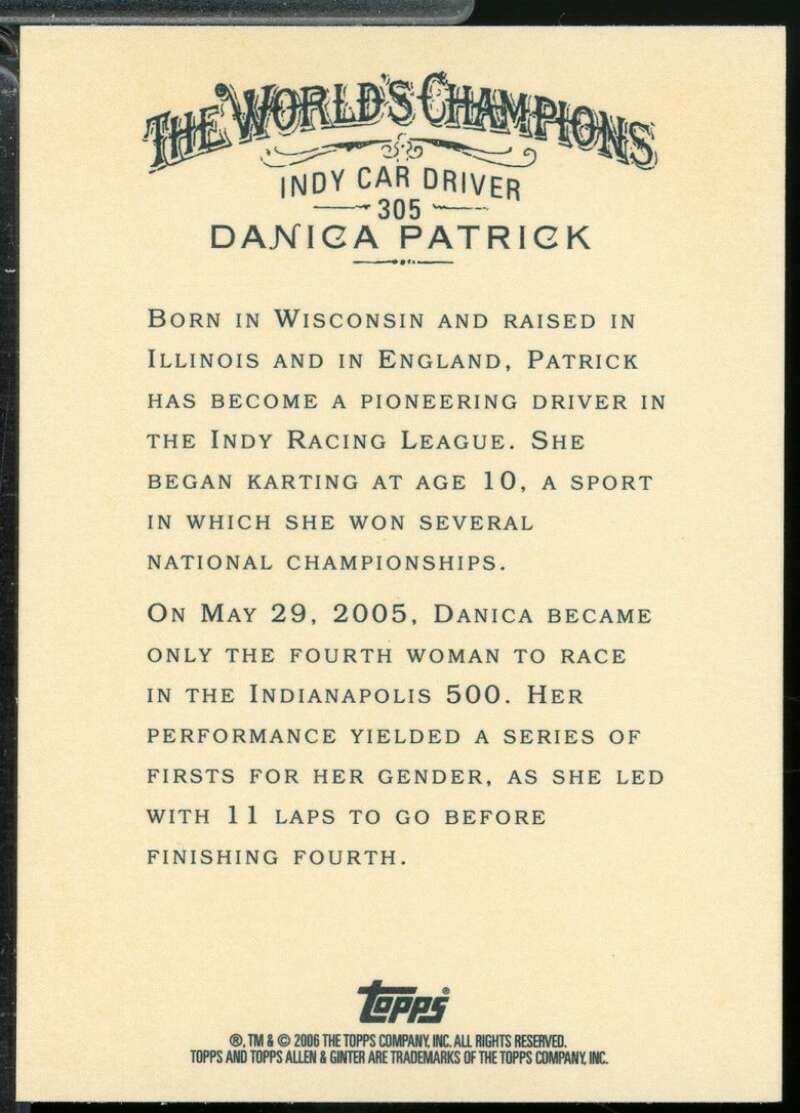 THE WORLD'S CHAMPIONS
INDY CAR DRIVER
305
DANICA PATRICK
BORN IN WISCONSIN AND RAISED IN
ILLINOIS AND IN ENGLAND, PATRICK
HAS BECOME A PIONEERING DRIVER IN
THE INDY RACING LEAGUE. SHE
BEGAN KARTING AT AGE 10, A SPORT
IN WHICH SHE WON SEVERAL
NATIONAL CHAMPIONSHIPS.
ON MAY 29, 2005, DANICA BECAME
ONLY THE FOURTH WOMAN TO RACE
IN THE INDIANAPOLIS 500. HER
PERFORMANCE YIELDED A SERIES OF
FIRSTS FOR HER GENDER, AS SHE LED
WITH 11 LAPS TO GO BEFORE
FINISHING FOURTH.
Topps®
®, TM & © 2006 THE TOPPS COMPANY, INC. ALL RIGHTS RESERVED.
TOPPS AND TOPPS ALLEN & GINTER ARE TRADEMARKS OF THE TOPPS COMPANY, INC.